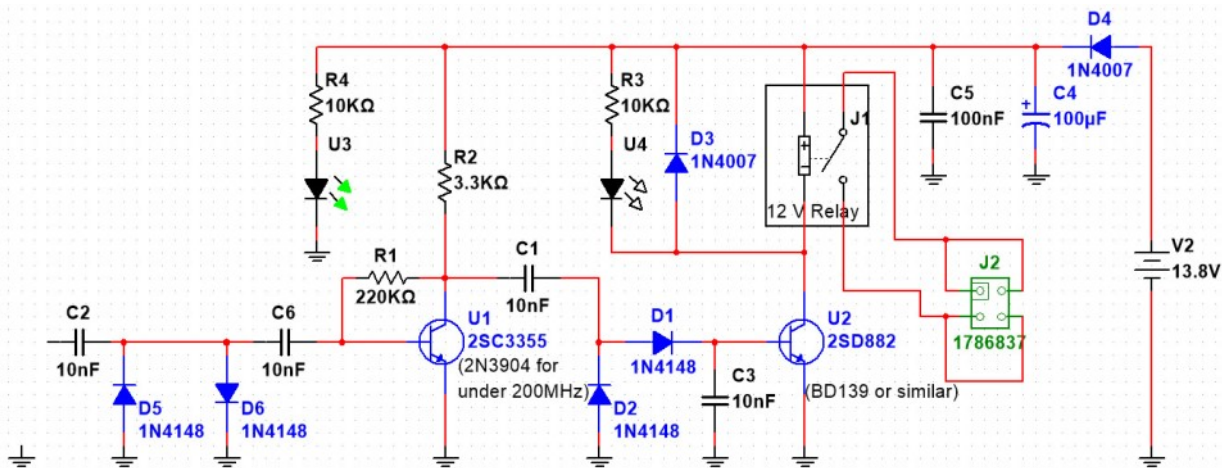 D4
1N4007
R4
10KΩ
R3
10KΩ
C5
100nF
C4
+
100µF
J1
U3
R2
3.3KΩ
U4
D3
1N4007
+
12 V Relay
V2
13.8V
J2
1786837
R1
220KΩ
C1
10nF
C2
10nF
C6
10nF
U1
2SC3355
(2N3904 for
under 200MHz)
D1
1N4148
U2
2SD882
(BD139 or similar)
C3
10nF
D5
1N4148
D6
1N4148
D2
1N4148